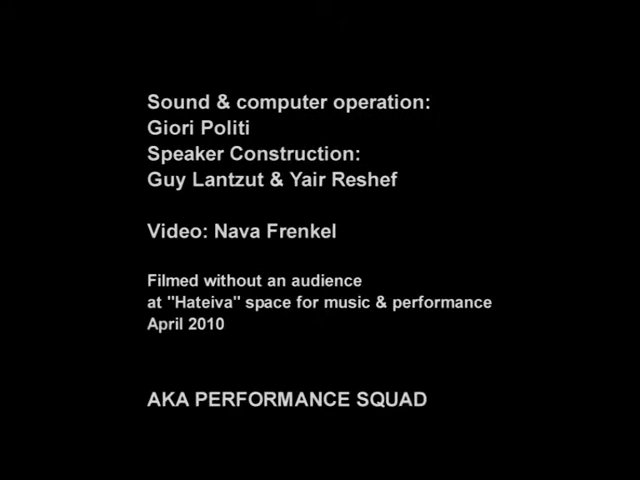 Sound & computer operation:
Giori Politi
Speaker Construction:
Guy Lantzut & Yair Reshef
Video: Nava Frenkel
Filmed without an audience
at "Hateiva" space for music & performance
April 2010
AKA PERFORMANCE SQUAD